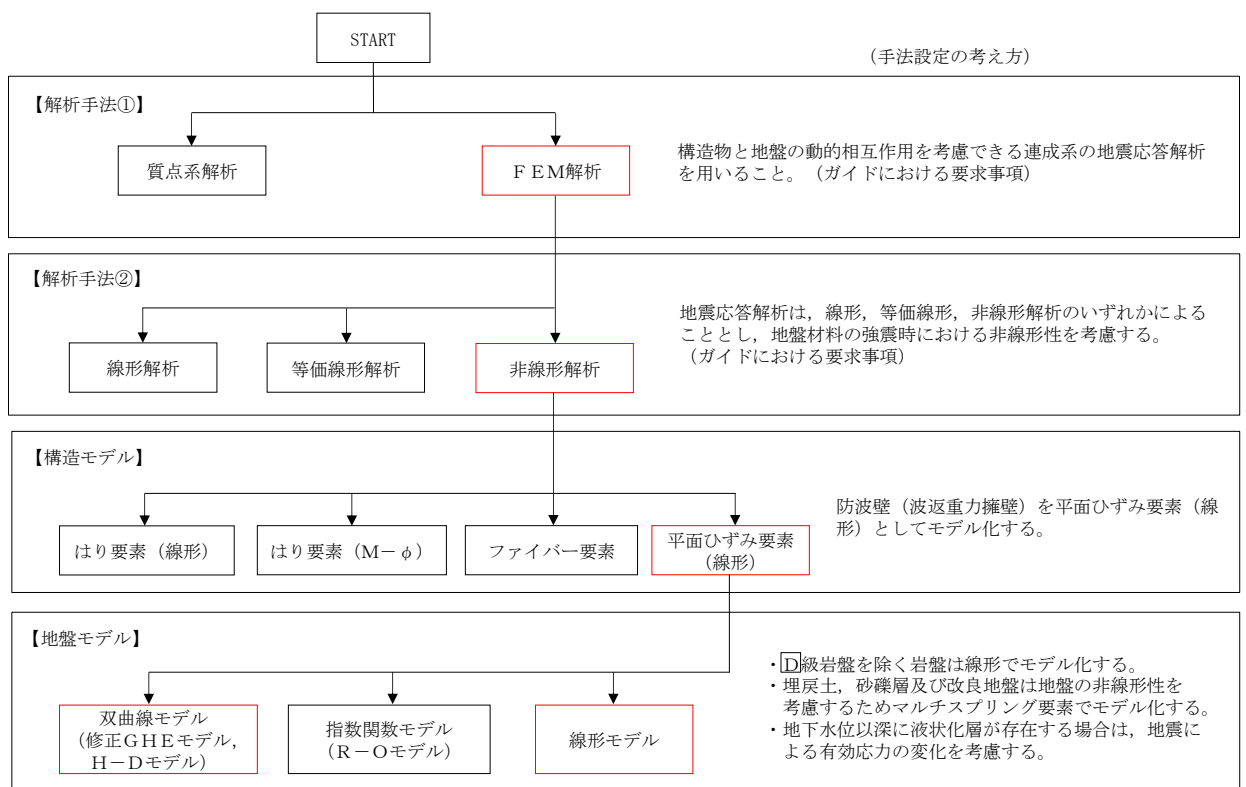 START
（手法設定の考え方）
【解析手法①】
質点系解析
ＦＥＭ解析
構造物と地盤の動的相互作用を考慮できる連成系の地震応答解析
を用いること。（ガイドにおける要求事項）
【解析手法②】
線形解析
等価線形解析
非線形解析
地震応答解析は，線形，等価線形，非線形解析のいずれかによる
こととし，地盤材料の強震時における非線形性を考慮する。
（ガイドにおける要求事項）
【構造モデル】
はり要素（線形）
はり要素（Ｍ－φ）
ファイバー要素
平面ひずみ要素
（線形）
防波壁（波返重力擁壁）を平面ひずみ要素（線
形）としてモデル化する。
【地盤モデル】
双曲線モデル
（修正ＧＨＥモデル，
Ｈ－Ｄモデル）
指数関数モデル
（Ｒ－Ｏモデル）
線形モデル
・Ｄ級岩盤を除く岩盤は線形でモデル化する。
・埋戻土，砂礫層及び改良地盤は地盤の非線形性を
考慮するためマルチスプリング要素でモデル化する。
・地下水位以深に液状化層が存在する場合は，地震に
よる有効応力の変化を考慮する。